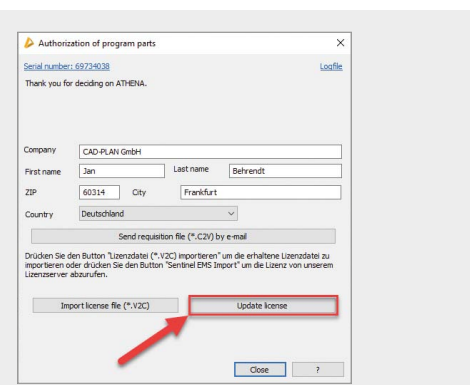 Authorization of program parts
Serial number: 69734038 Logfile
Thank you for deciding on ATHENA.
Company CAD-PLAN GmbH
First name Jan Last name Behrendt
ZIP 60314 City Frankfurt
Country Deutschland
Send requisition file (*.C2V) by e-mail
Drücken Sie den Button "Lizenzdatei (*.V2C) importieren" um die erhaltene Lizenzdatei zu
importieren oder drücken Sie den Button "Sentinel EMS Import" um die Lizenz von unserem
Lizenzserver abzurufen.
Import license file (*.V2C) Update license
Close ?